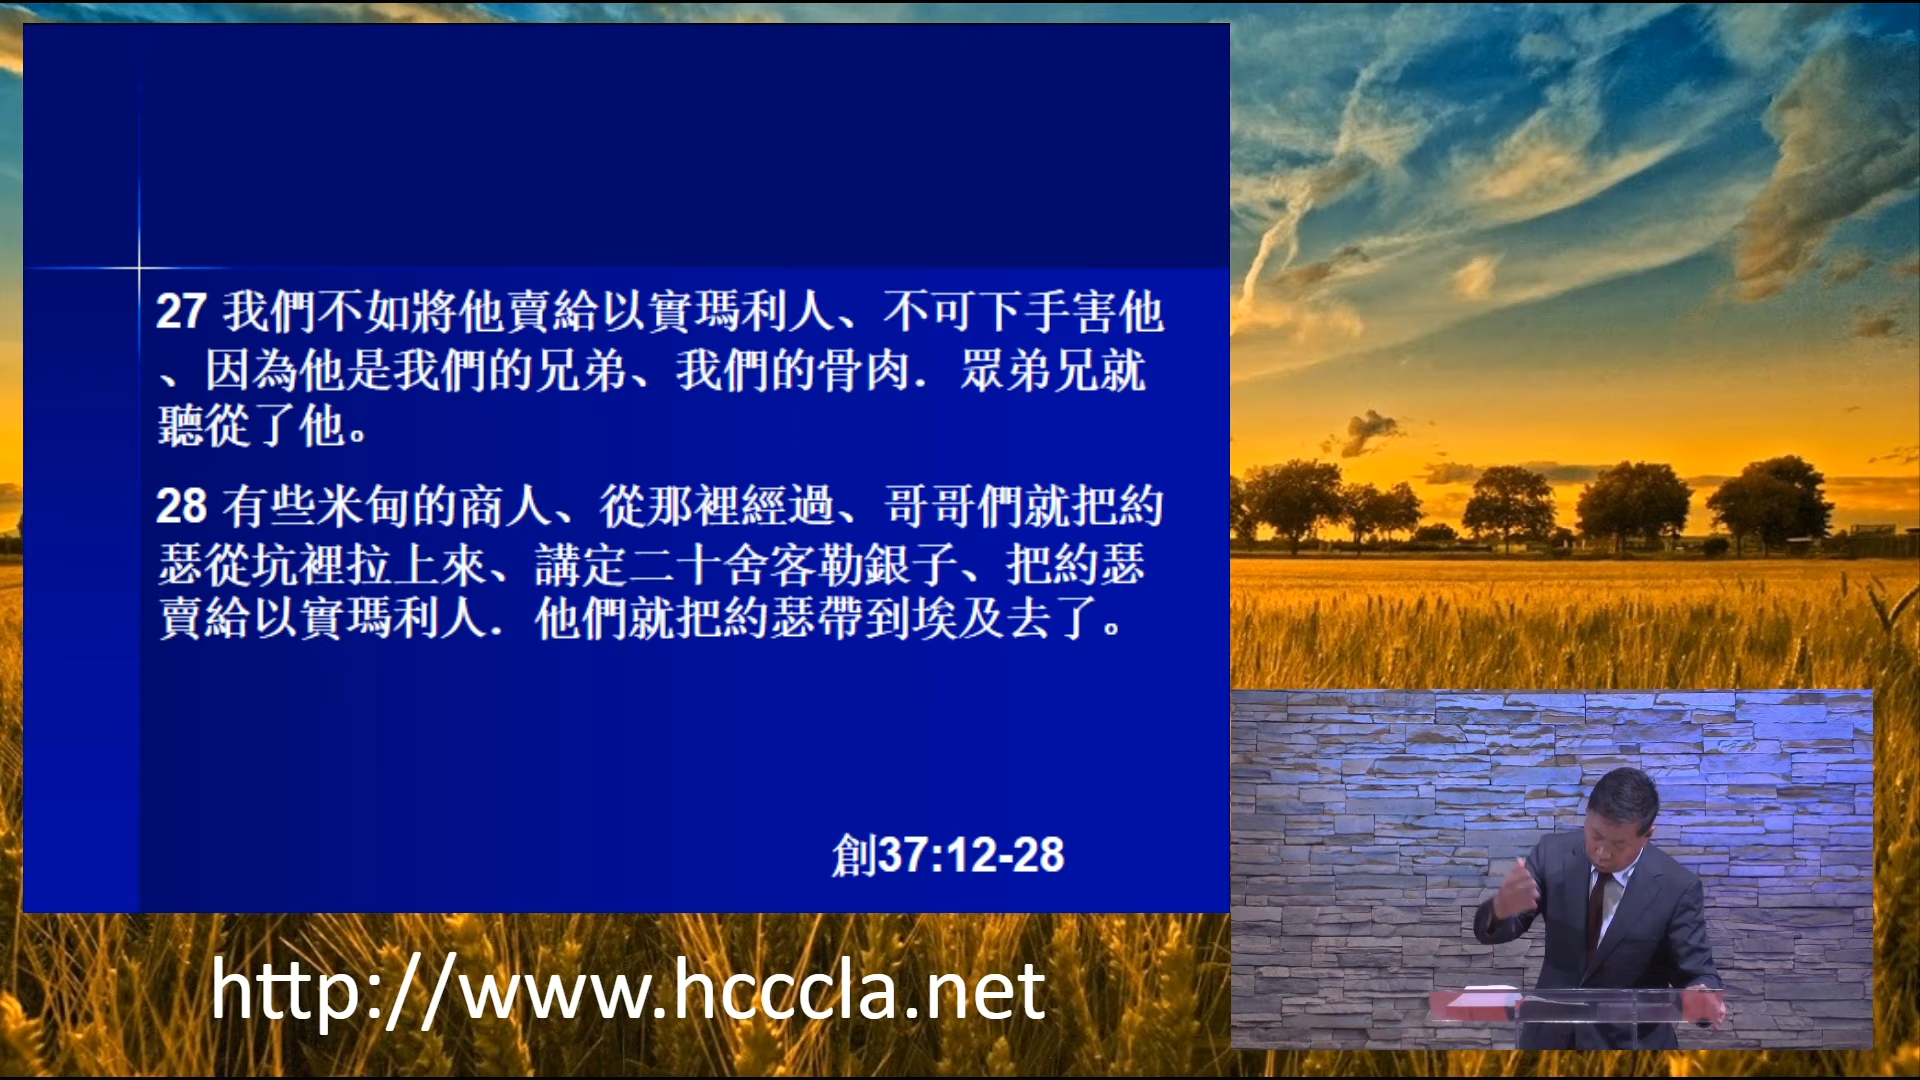 27 我們不如將他賣給以實瑪利人、不可下手害他
、因為他是我們的兄弟、我們的骨肉．眾弟兄就
聽從了他。
28 有些米甸的商人、從那裡經過、哥哥們就把約
瑟從坑裡拉上來、講定二十舍客勒銀子、把約瑟
賣給以實瑪利人．他們就把約瑟帶到埃及去了。
創37:12-28
http://www.hcccla.net